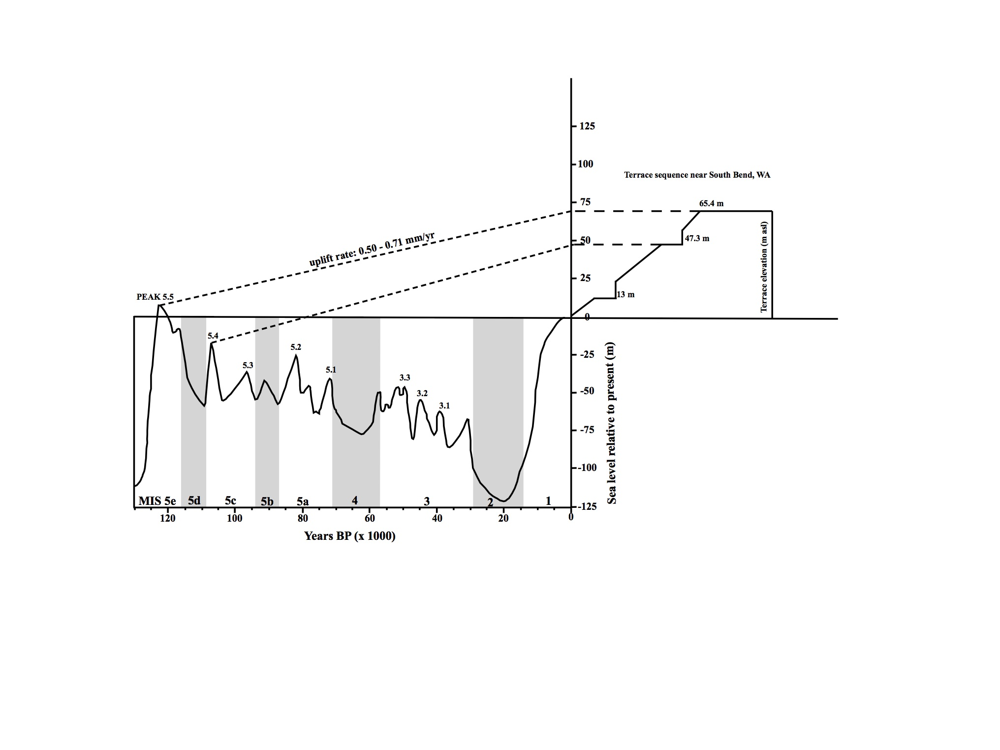 125
100
Terrace sequence near South Bend, WA
75
65.4 m
50
47.3 m
uplift rate: 0.50 - 0.71 mm/yr
Terrace elevation (m asl)
25
13 m
PEAK 5.5
0
5.4
5.3
5.2
5.1
3.3
3.2
3.1
-25
-50
-75
-100
-125
Sea level relative to present (m)
MIS 5e 5d 5c 5b 5a 4 3 2 1
120 100 80 60 40 20 0
Years BP (x 1000)